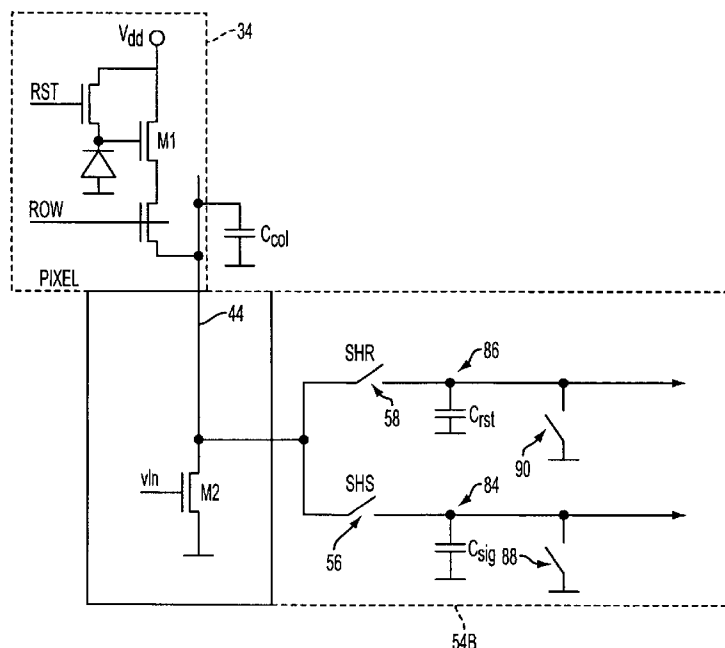 34
Vdd
RST
M1
ROW
Ccol
PIXEL
44
SHR
86
58
Crst
90
vln
M2
SHS
84
56
Csig
88
54B